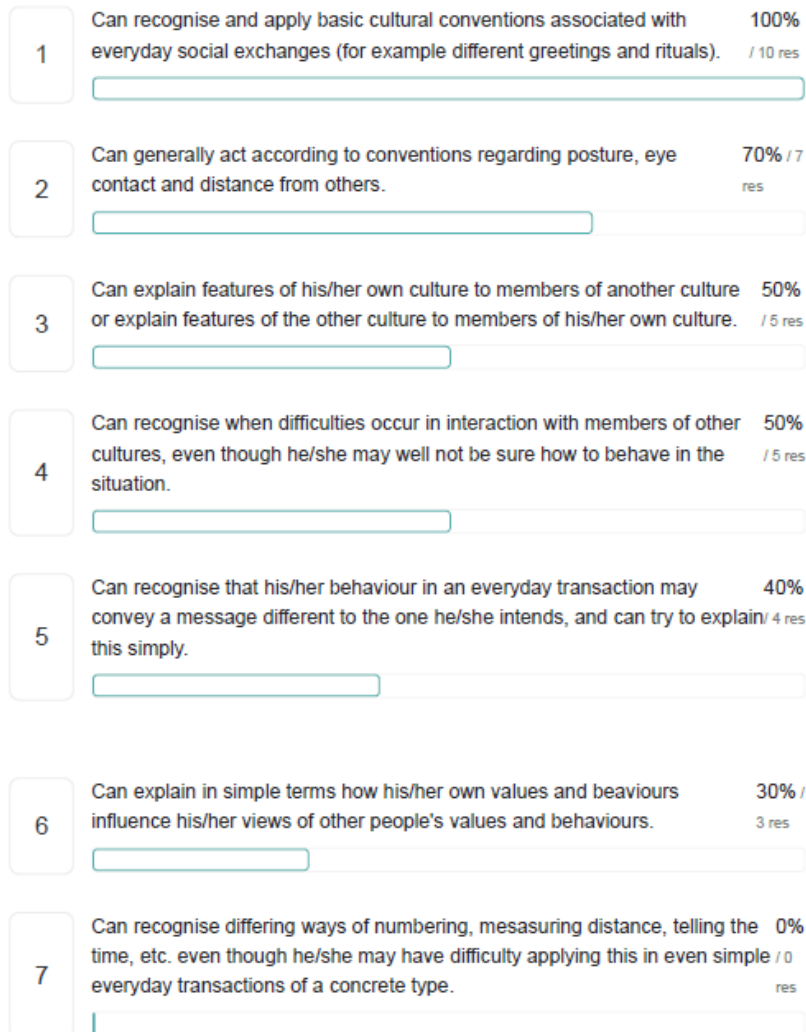 1
Can recognise and apply basic cultural conventions associated with 100%
everyday social exchanges (for example different greetings and rituals). / 10 res
2
Can generally act according to conventions regarding posture, eye 70% / 7
contact and distance from others. res
3
Can explain features of his/her own culture to members of another culture 50%
or explain features of the other culture to members of his/her own culture. / 5 res
4
Can recognise when difficulties occur in interaction with members of other 50%
cultures, even though he/she may well not be sure how to behave in the / 5 res
situation.
5
Can recognise that his/her behaviour in an everyday transaction may 40%
convey a message different to the one he/she intends, and can try to explain / 4 res
this simply.
6
Can explain in simple terms how his/her own values and beaviours 30% /
influence his/her views of other people's values and behaviours. 3 res
7
Can recognise differing ways of numbering, mesasuring distance, telling the 0%
time, etc. even though he/she may have difficulty applying this in even simple / 0
everyday transactions of a concrete type. res